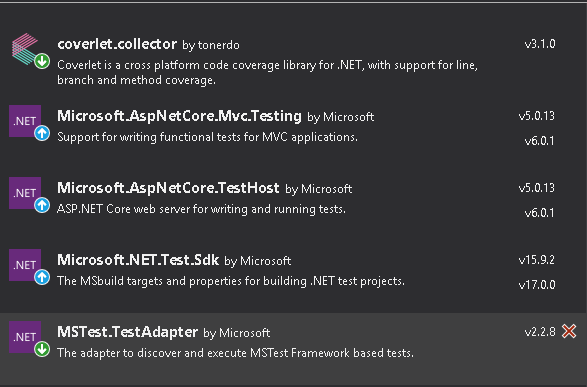 coverlet.collector by tonerdo v3.1.0
Coverlet is a cross platform code coverage library for .NET, with support for line,
branch and method coverage.
.NET Microsoft.AspNetCore.Mvc.Testing by Microsoft v5.0.13
Support for writing functional tests for MVC applications. v6.0.1
.NET Microsoft.AspNetCore.TestHost by Microsoft v5.0.13
ASP.NET Core web server for writing and running tests. v6.0.1
.NET Microsoft.NET.Test.Sdk by Microsoft v15.9.2
The MSbuild targets and properties for building .NET test projects. v17.0.0
.NET MSTest.TestAdapter by Microsoft v2.2.8
The adapter to discover and execute MSTest Framework based tests.